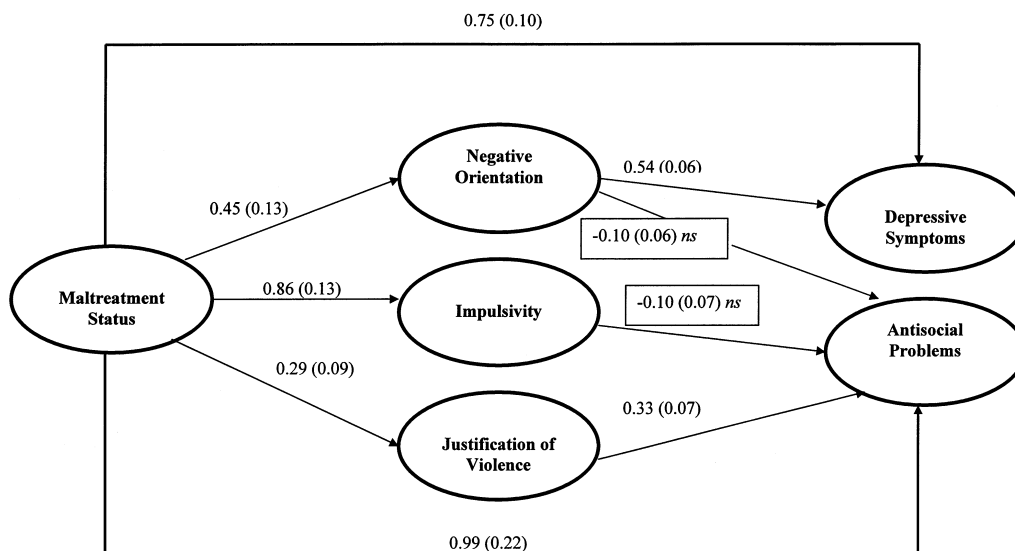 0.75 (0.10)
Negative
Orientation
0.54 (0.06)
0.45 (0.13)
Depressive
Symptoms
-0.10 (0.06) ns
Maltreatment
Status
0.86 (0.13)
Impulsivity
-0.10 (0.07) ns
Antisocial
Problems
0.29 (0.09)
0.33 (0.07)
Justification of
Violence
0.99 (0.22)